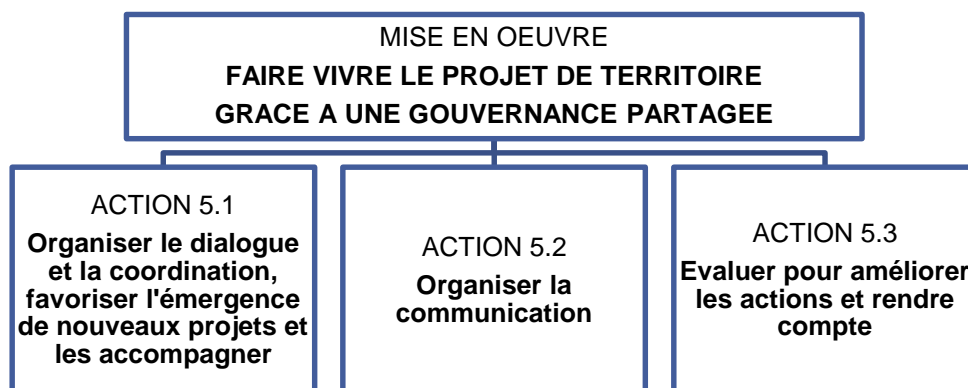 MISE EN OEUVRE
FAIRE VIVRE LE PROJET DE TERRITOIRE
GRACE A UNE GOUVERNANCE PARTAGEE
ACTION 5.1
Organiser le dialogue
et la coordination,
favoriser l'émergence
de nouveaux projets et
les accompagner
ACTION 5.2
Organiser la
communication
ACTION 5.3
Evaluer pour améliorer
les actions et rendre
compte